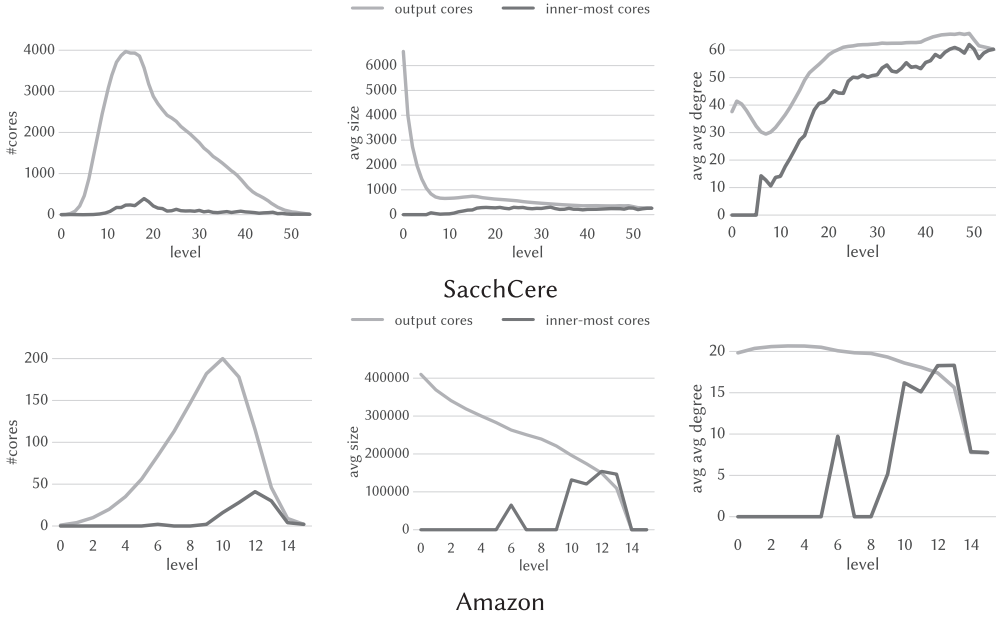 output cores inner-most cores
#cores
4000
3000
2000
1000
0
0 10 20 30 40 50
level
avg size
6000
5000
4000
3000
2000
1000
0
0 10 20 30 40 50
level
avg avg degree
60
50
40
30
20
10
0
0 10 20 30 40 50
level
SacchCere
output cores inner-most cores
#cores
200
150
100
50
0
0 2 4 6 8 10 12 14
level
avg size
400000
300000
200000
100000
0
0 2 4 6 8 10 12 14
level
avg avg degree
20
15
10
5
0
0 2 4 6 8 10 12 14
level
Amazon